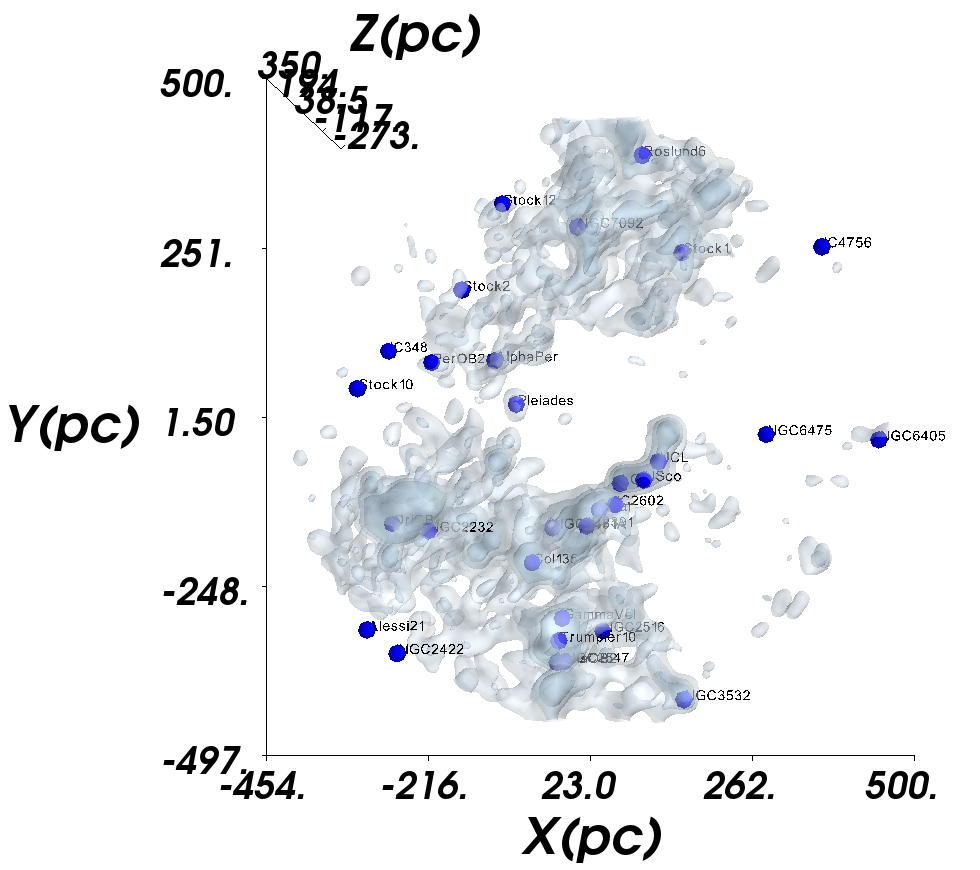 Z(pc)
350.
194.
38.5
-117.
-273.
500.
Roslund6
Stock12
NGC7092
251.
Stock1
IC4756
Stock2
IC348
PerOB2
AlphaPer
Stock10
Pleiades
Y(pc)
1.50
NGC6475
NGC6405
UCL
USco
IC2602
NGC2232
Col135
-248.
GammaVel
Alessi21
NGC2516
Trumpler10
NGC2422
NGC3532
-497.
-454.
-216.
23.0
262.
500.
X(pc)